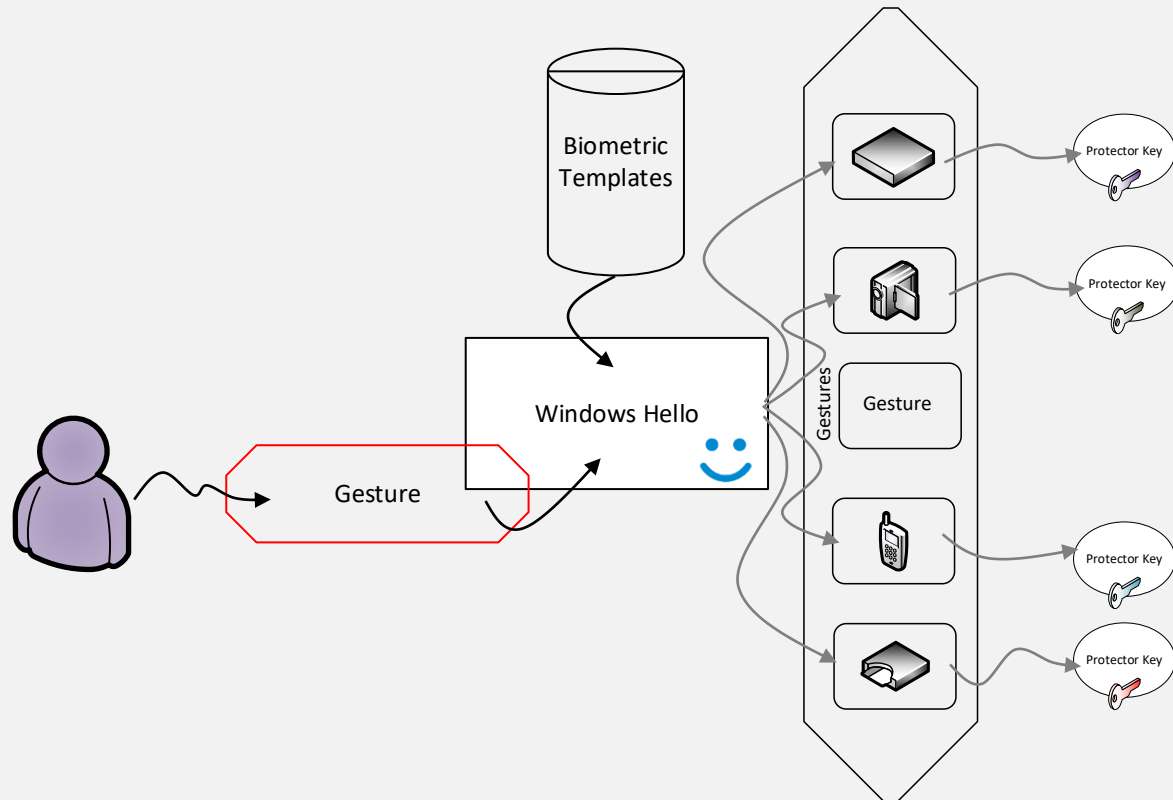 Biometric
Templates
Windows Hello
Gesture
Gestures
Gesture
Protector Key
Protector Key
Protector Key
Protector Key